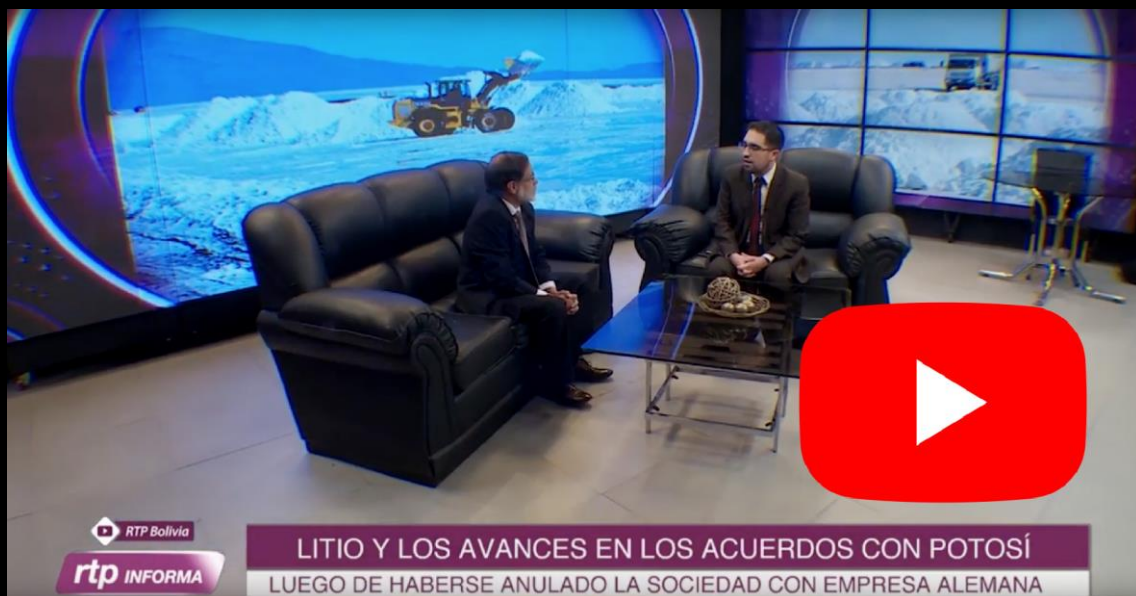 RTP Bolivia
rtp INFORMA
LITIO Y LOS AVANCES EN LOS ACUERDOS CON POTOSÍ
LUEGO DE HABERSE ANULADO LA SOCIEDAD CON EMPRESA ALEMANA